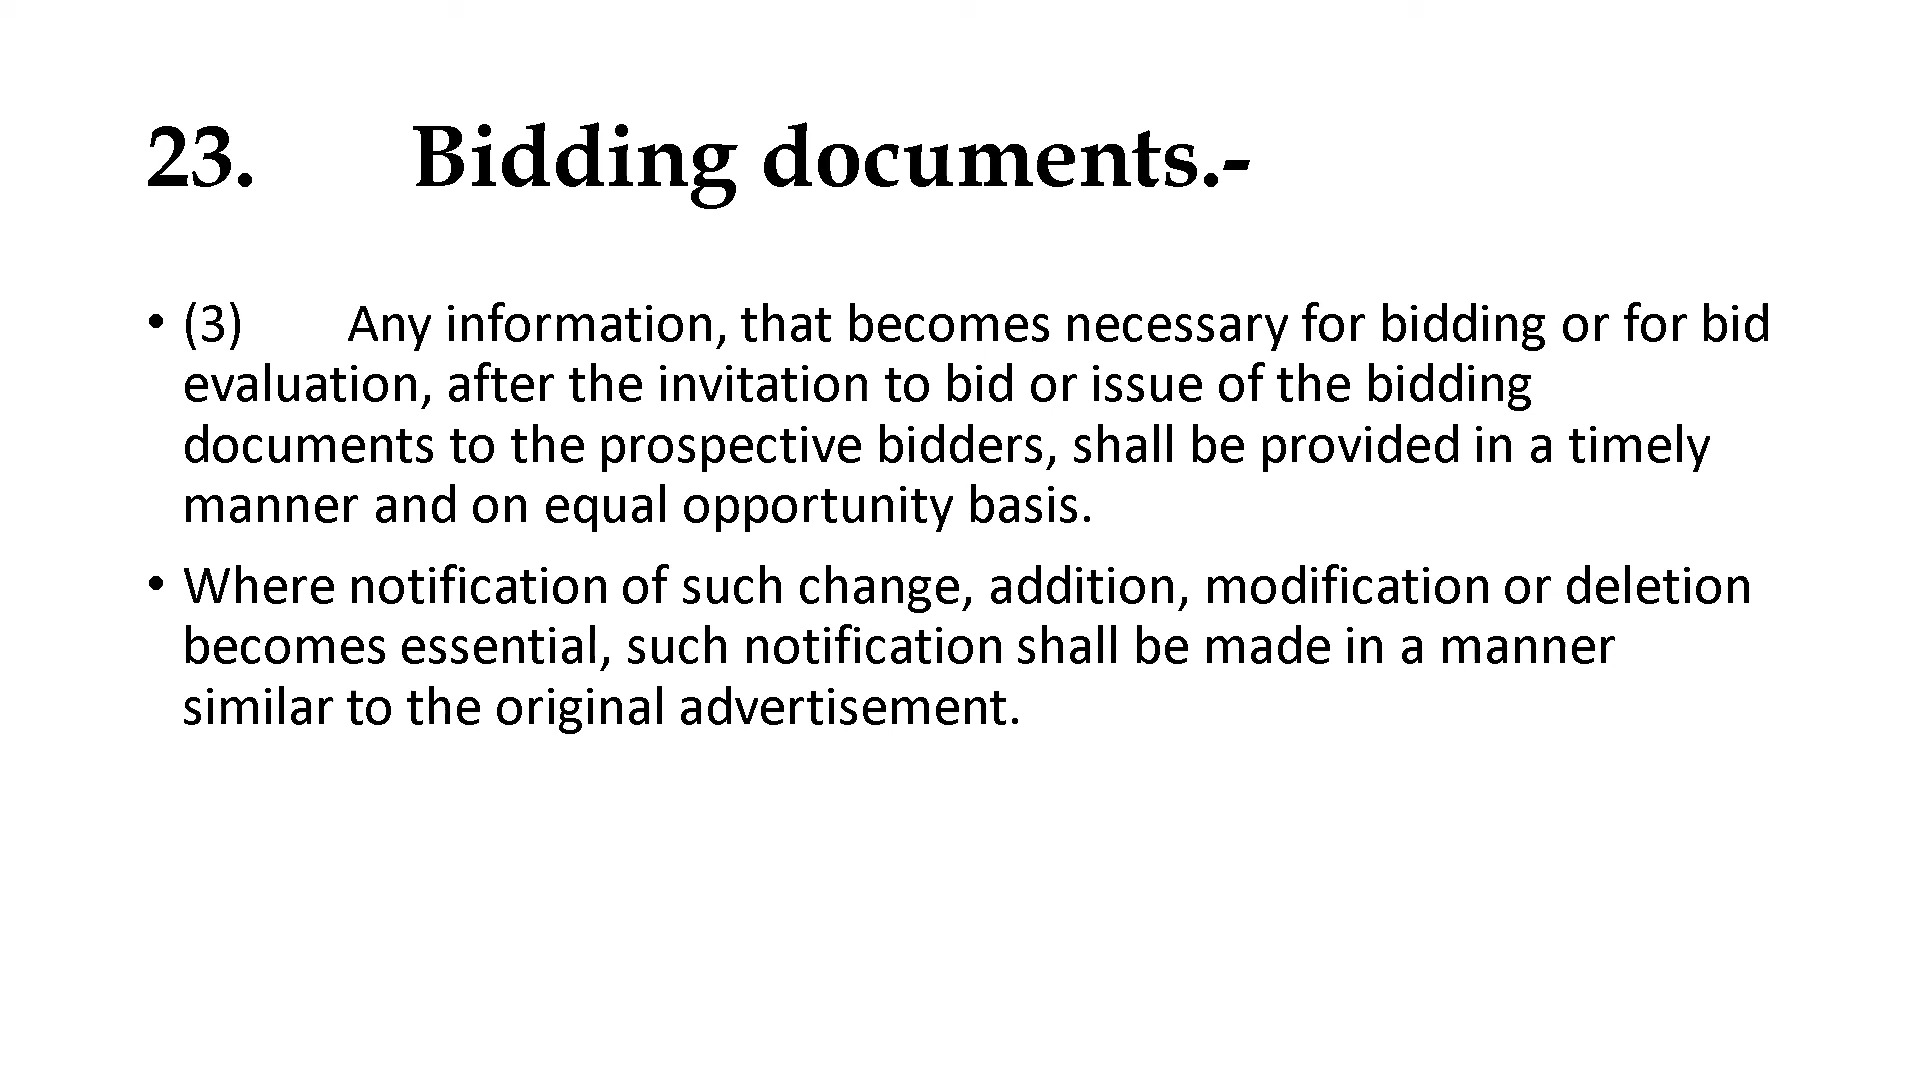 23. Bidding documents.-
• (3) Any information, that becomes necessary for bidding or for bid
evaluation, after the invitation to bid or issue of the bidding
documents to the prospective bidders, shall be provided in a timely
manner and on equal opportunity basis.
• Where notification of such change, addition, modification or deletion
becomes essential, such notification shall be made in a manner
similar to the original advertisement.